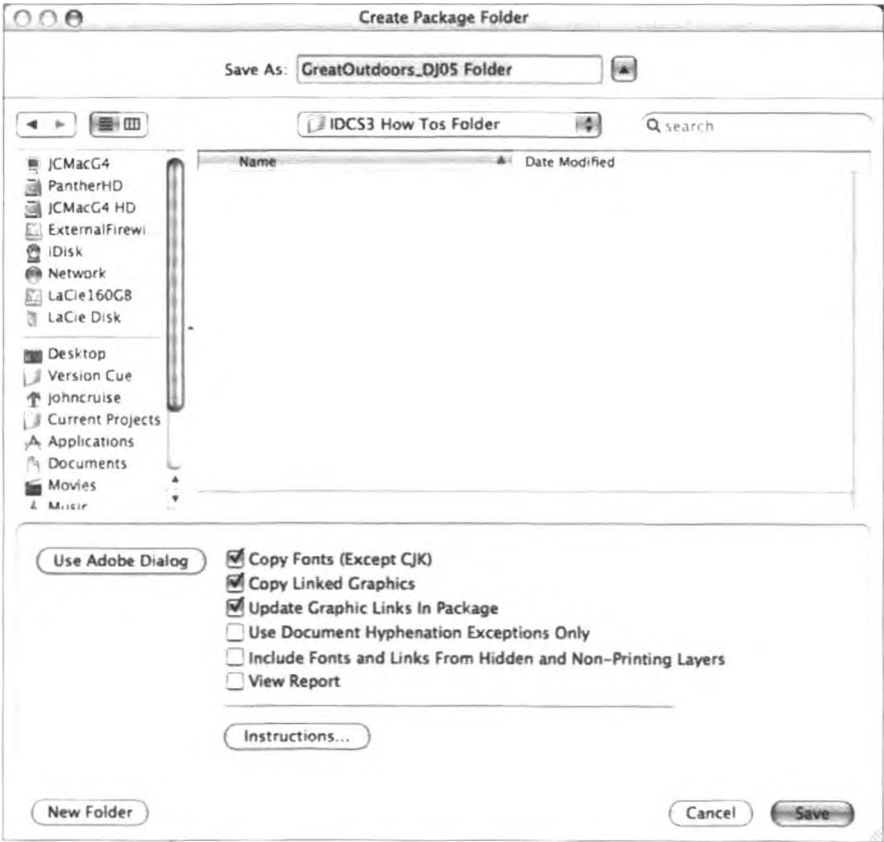 Create Package Folder
Save As: GreatOutdoors_DJ05 Folder
IDCS3 How Tos Folder
search
Name Date Modified
JCMacG4
PantherHD
JCMacG4 HD
ExternalFirewi
iDisk
Network
LaCie160GB
LaCie Disk
Desktop
Version Cue
johncruise
Current Projects
Applications
Documents
Movies
Music
Use Adobe Dialog
Copy Fonts (Except CJK)
Copy Linked Graphics
Update Graphic Links In Package
Use Document Hyphenation Exceptions Only
Include Fonts and Links From Hidden and Non-Printing Layers
View Report
Instructions...
New Folder Cancel Save